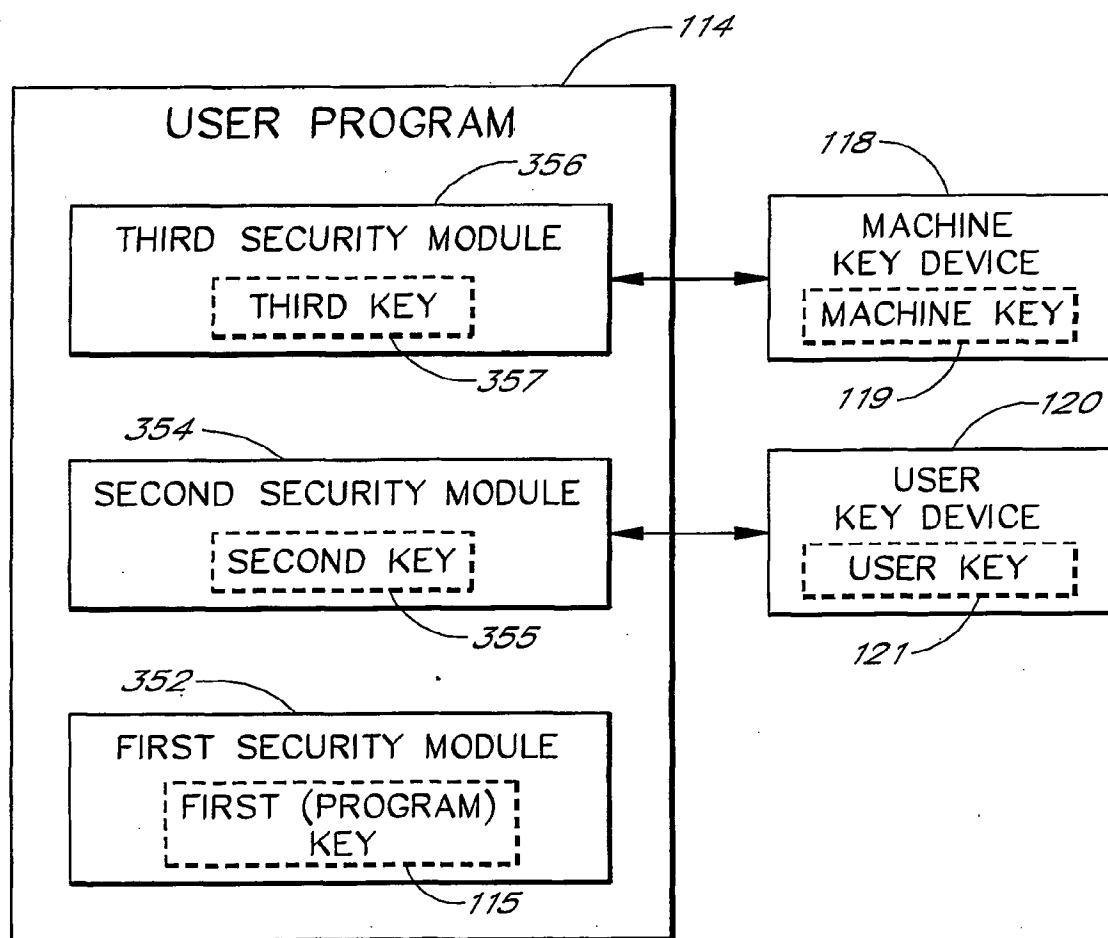 114
USER PROGRAM
356
THIRD SECURITY MODULE
THIRD KEY
357
118
MACHINE
KEY DEVICE
MACHINE KEY
119
354
SECOND SECURITY MODULE
SECOND KEY
355
120
USER
KEY DEVICE
USER KEY
121
352
FIRST SECURITY MODULE
FIRST (PROGRAM)
KEY
115